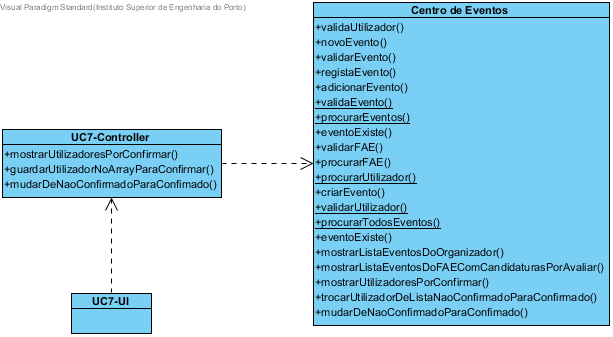 Visual Paradigm Standard(Instituto Superior de Engenharia do Porto)
Centro de Eventos
+validaUtilizador()
+novoEvento()
+validarEvento()
+registaEvento()
+adicionarEvento()
+validaEvento()
+procurarEventos()
+eventoExiste()
+validarFAE()
+procurarFAE()
+procurarUtilizador()
+criarEvento()
+validarUtilizador()
+procurarTodosEventos()
+eventoExiste()
+mostrarListaEventosDoOrganizador()
+mostrarListaEventosDoFAEComCandidaturasPorAvaliar()
+mostrarUtilizadoresPorConfirmar()
+trocarUtilizadorDeListaNaoConfirmadoParaConfirmado()
+mudarDeNaoConfirmadoParaConfimado()
UC7-Controller
+mostrarUtilizadoresPorConfirmar()
+guardarUtilizadorNoArrayParaConfirmar()
+mudarDeNaoConfirmadoParaConfimado()
UC7-UI